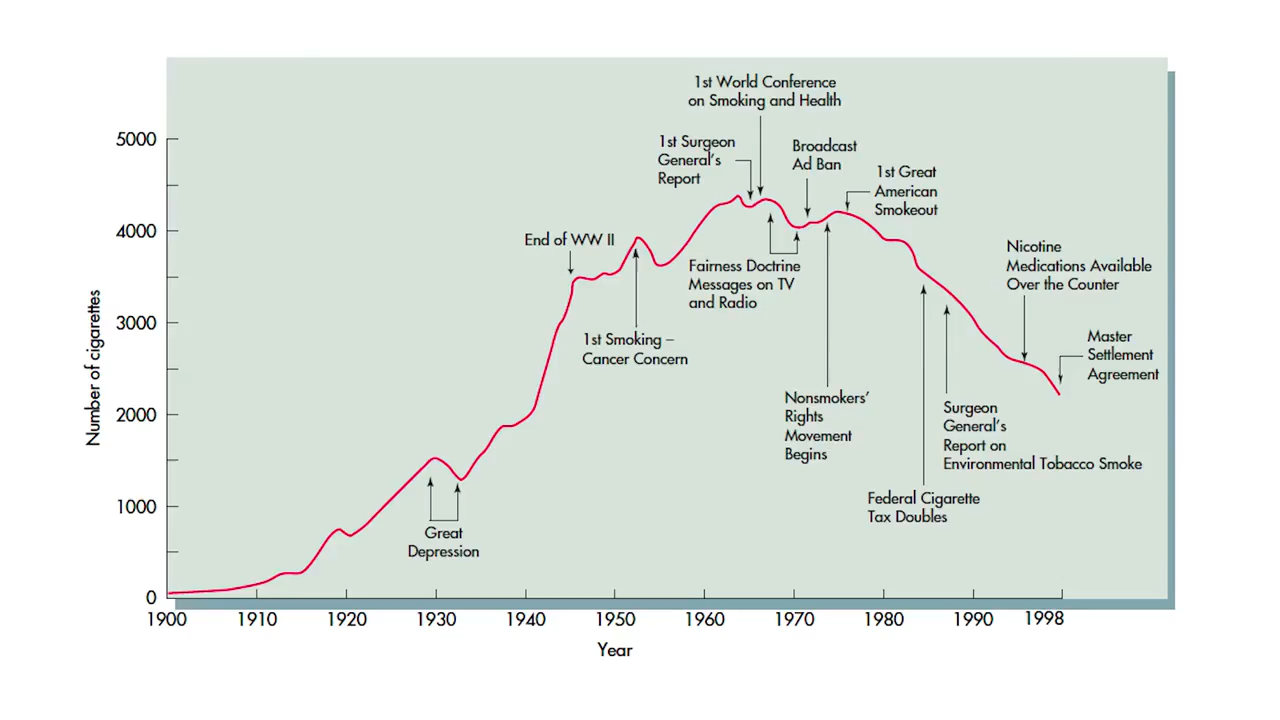 1st World Conference
on Smoking and Health
1st Surgeon
General's
Report
Broadcast
Ad Ban
1st Great
American
Smokeout
End of WW II
Fairness Doctrine
Messages on TV
and Radio
Nicotine
Medications Available
Over the Counter
1st Smoking –
Cancer Concern
Master
Settlement
Agreement
Nonsmokers'
Rights
Movement
Begins
Surgeon
General's
Report on
Environmental Tobacco Smoke
Federal Cigarette
Tax Doubles
Great
Depression
Number of cigarettes
5000
4000
3000
2000
1000
0
1900 1910 1920 1930 1940 1950 1960 1970 1980 1990 1998
Year